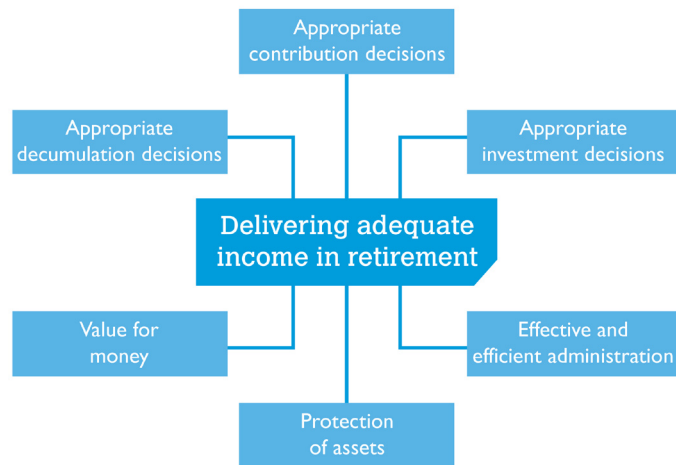 Appropriate
contribution decisions
Appropriate
decumulation decisions
Appropriate
investment decisions
Delivering adequate
income in retirement
Value for
money
Effective and
efficient administration
Protection
of assets